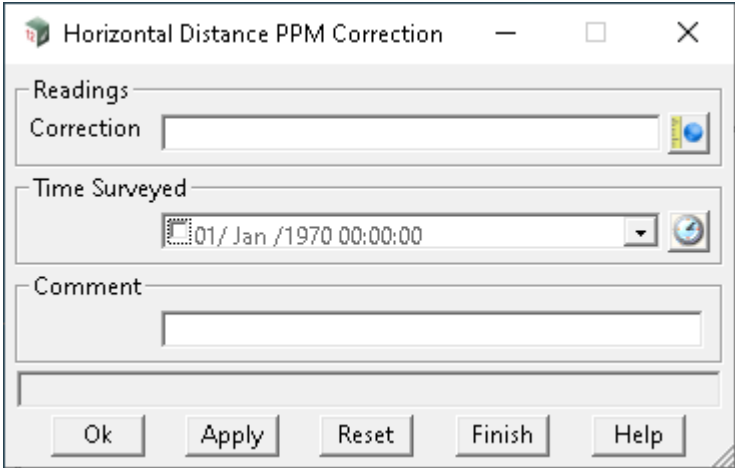 Horizontal Distance PPM Correction
Readings
Correction
Time Surveyed
01/ Jan /1970 00:00:00
Comment
Ok Apply Reset Finish Help